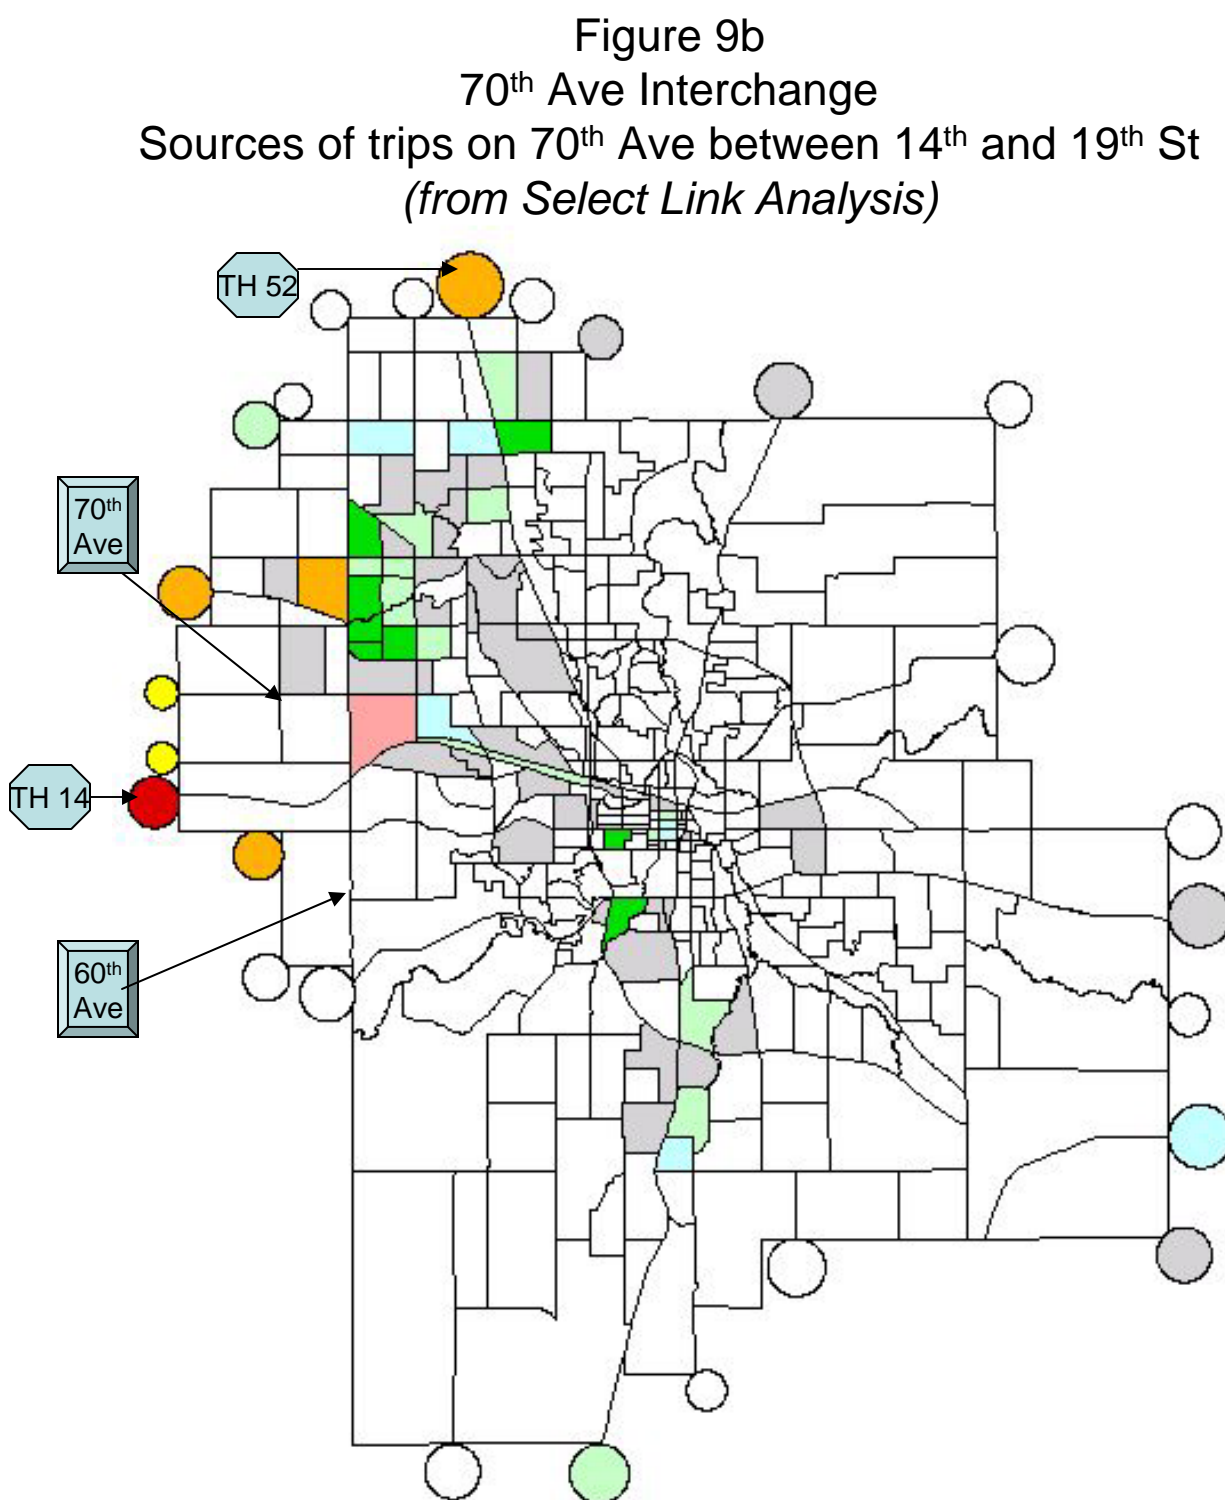 Figure 9b
70th Ave Interchange
Sources of trips on 70th Ave between 14th and 19th St
(from Select Link Analysis)
TH 52
70th
Ave
TH 14
60th
Ave